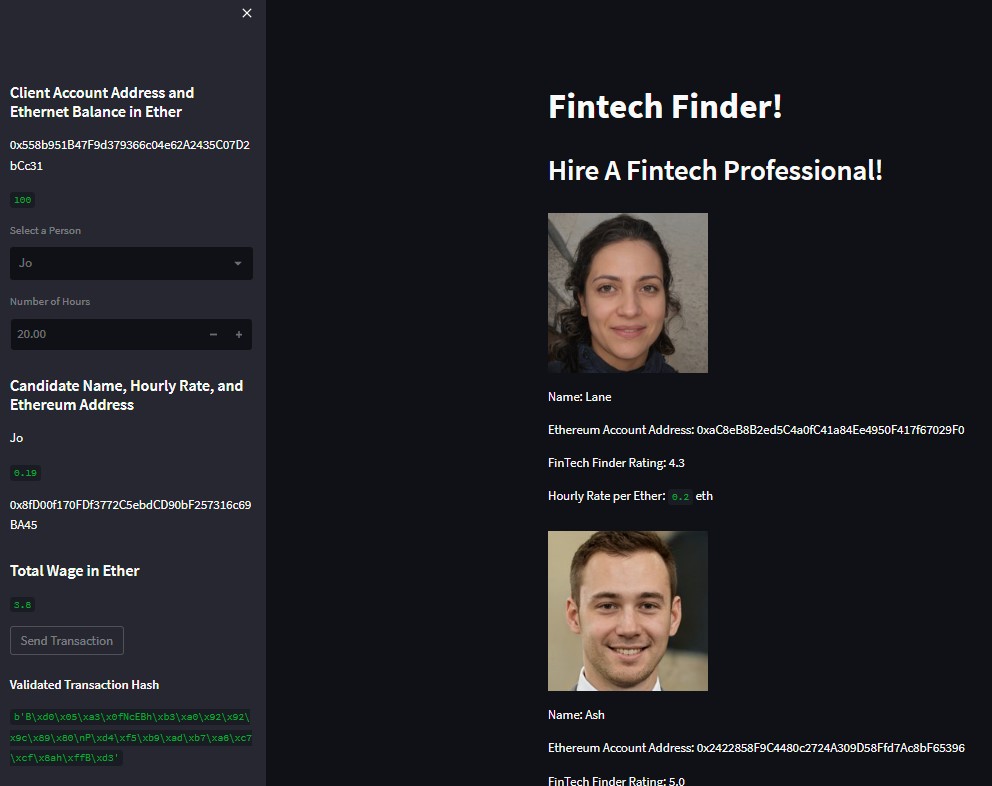 Client Account Address and
Ethernet Balance in Ether
0x558b951B47F9d379366c04e62A2435C07D2
bCc31
100
Select a Person
Jo
Number of Hours
20.00
Candidate Name, Hourly Rate, and
Ethereum Address
Jo
0.19
0x8fD00f170FDf3772C5ebdCD90bF257316c69
BA45
Total Wage in Ether
3.8
Send Transaction
Validated Transaction Hash
b'B\xd0\x05\xa3\x0fNcEBh\xb3\xa0\x92\x92\
x9c\x89\x80\nP\xd4\xf5\xb9\xad\xb7\xa6\xc7
\xcf\x8ah\xffB\xd3'
Fintech Finder!
Hire A Fintech Professional!
Name: Lane
Ethereum Account Address: 0xaC8eB8B2ed5C4a0fC41a84Ee4950F417f67029F0
FinTech Finder Rating: 4.3
Hourly Rate per Ether: 0.2 eth
Name: Ash
Ethereum Account Address: 0x2422858F9C4480c2724A309D58Ffd7Ac8bF65396
FinTech Finder Rating: 5.0